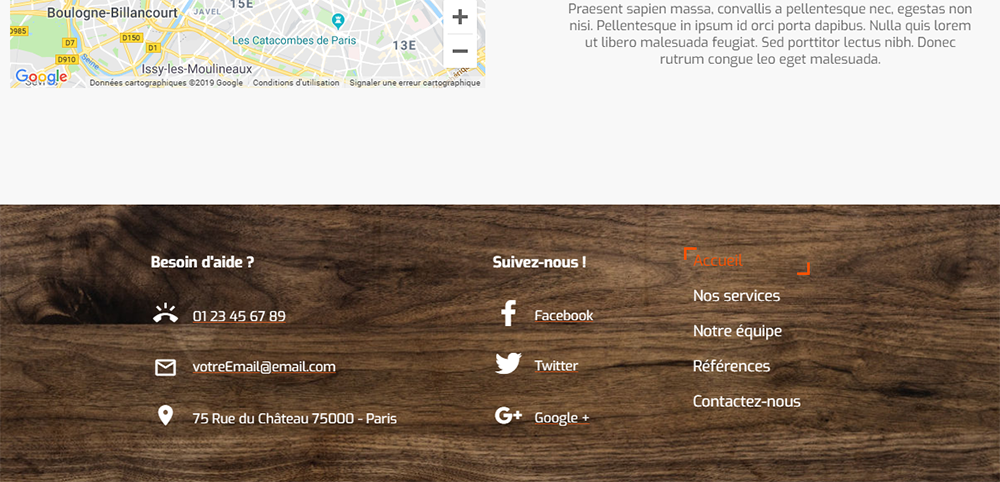 Boulogne-Billancourt
JAVEL
15E
D985
D7
D50
D910
D150
Seine
Les Catacombes de Paris
13E
Issy-les-Moulineaux
Google
Données cartographiques ©2019 Google
Conditions d'utilisation
Signaler une erreur cartographique
Praesent sapien massa, convallis a pellentesque nec, egestas non
nisi. Pellentesque in ipsum id orci porta dapibus. Nulla quis lorem
ut libero malesuada feugiat. Sed porttitor lectus nibh. Donec
rutrum congue leo eget malesuada.
Besoin d'aide ?
01 23 45 67 89
votreEmail@email.com
75 Rue du Château 75000 - Paris
Suivez-nous !
Facebook
Twitter
G+ Google +
Accueil
Nos services
Notre équipe
Références
Contactez-nous